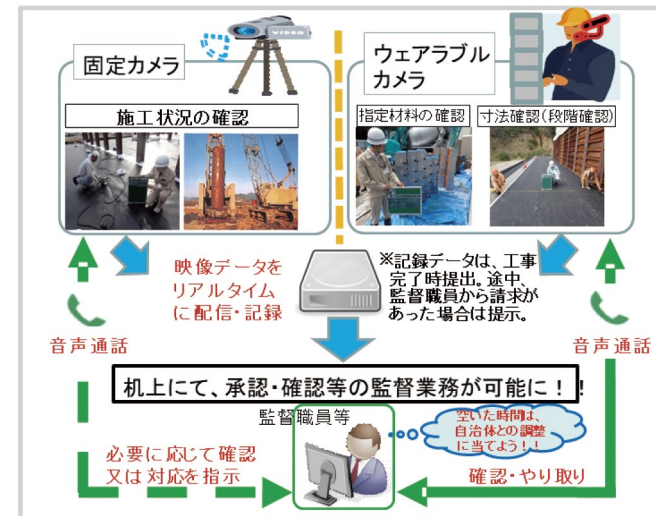 VIDEO
固定カメラ
ウェアラブル
カメラ
施工状況の確認
指定材料の確認
寸法確認(段階確認)
映像データを
リアルタイム
に配信・記録
※記録データは、工事
完了時提出。途中、
監督職員から請求が
あった場合は提示。
音声通話
音声通話
机上にて、承認・確認等の監督業務が可能に！！
監督職員等
空いた時間は、
自治体との調整
に当てよう！！
必要に応じて確認
又は対応を指示
確認・やり取り